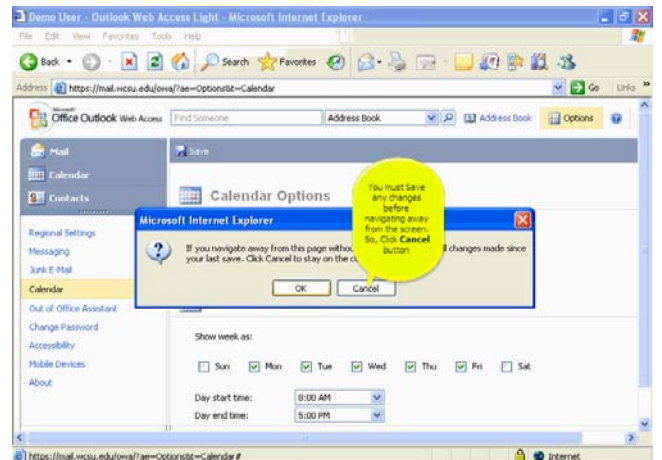 Demo User - Outlook Web Access Light - Microsoft Internet Explorer
File Edit View Favorites Tools Help
Back Search Favorites
Address https://mail.wcsu.edu/owa/?ae=Options&t=Calendar Go Links »
Microsoft
Office Outlook Web Access Find Someone Address Book Address Book Options
Mail
Save
Calendar
Contacts
Calendar Options
You must Save
any changes
before
navigating away
from the screen.
So, Click Cancel
button
Microsoft Internet Explorer
Regional Settings
Messaging
Junk E-Mail
Calendar
Out of Office Assistant
Change Password
Accessibility
Mobile Devices
About
If you navigate away from this page
changes made since
your last save. Click Cancel to stay on the
OK Cancel
Show week as:
Sun Mon Tue Wed Thu Fri Sat
Day start time: 8:00 AM
Day end time: 5:00 PM
https://mail.wcsu.edu/owa/?ae=Options&t=Calendar# Internet